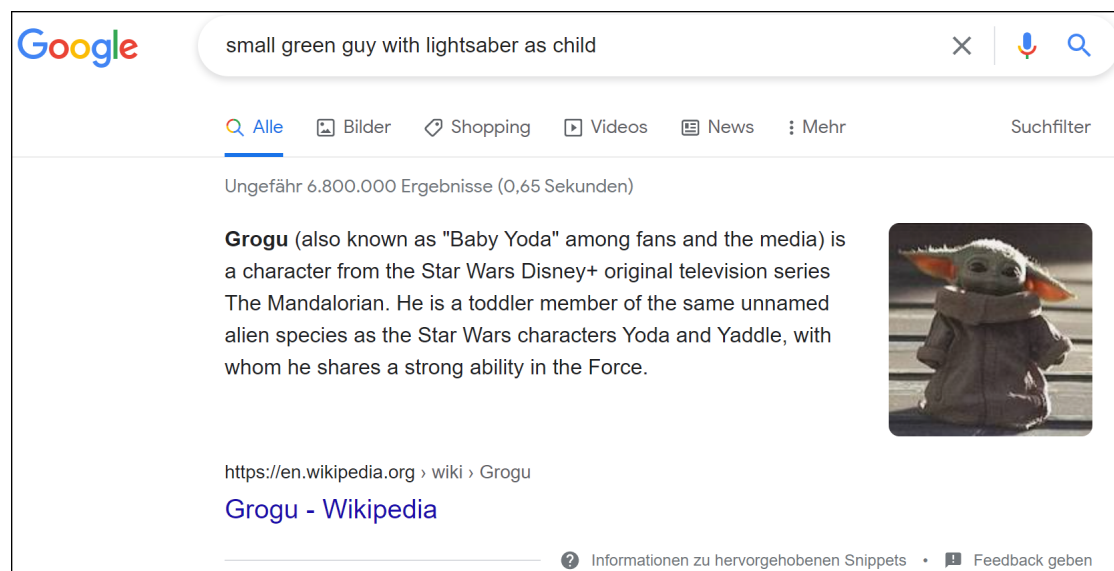 Google
small green guy with lightsaber as child
Alle Bilder Shopping Videos News Mehr Suchfilter
Ungefähr 6.800.000 Ergebnisse (0,65 Sekunden)
Grogu (also known as "Baby Yoda" among fans and the media) is
a character from the Star Wars Disney+ original television series
The Mandalorian. He is a toddler member of the same unnamed
alien species as the Star Wars characters Yoda and Yaddle, with
whom he shares a strong ability in the Force.
https://en.wikipedia.org › wiki › Grogu
Grogu - Wikipedia
Informationen zu hervorgehobenen Snippets • Feedback geben